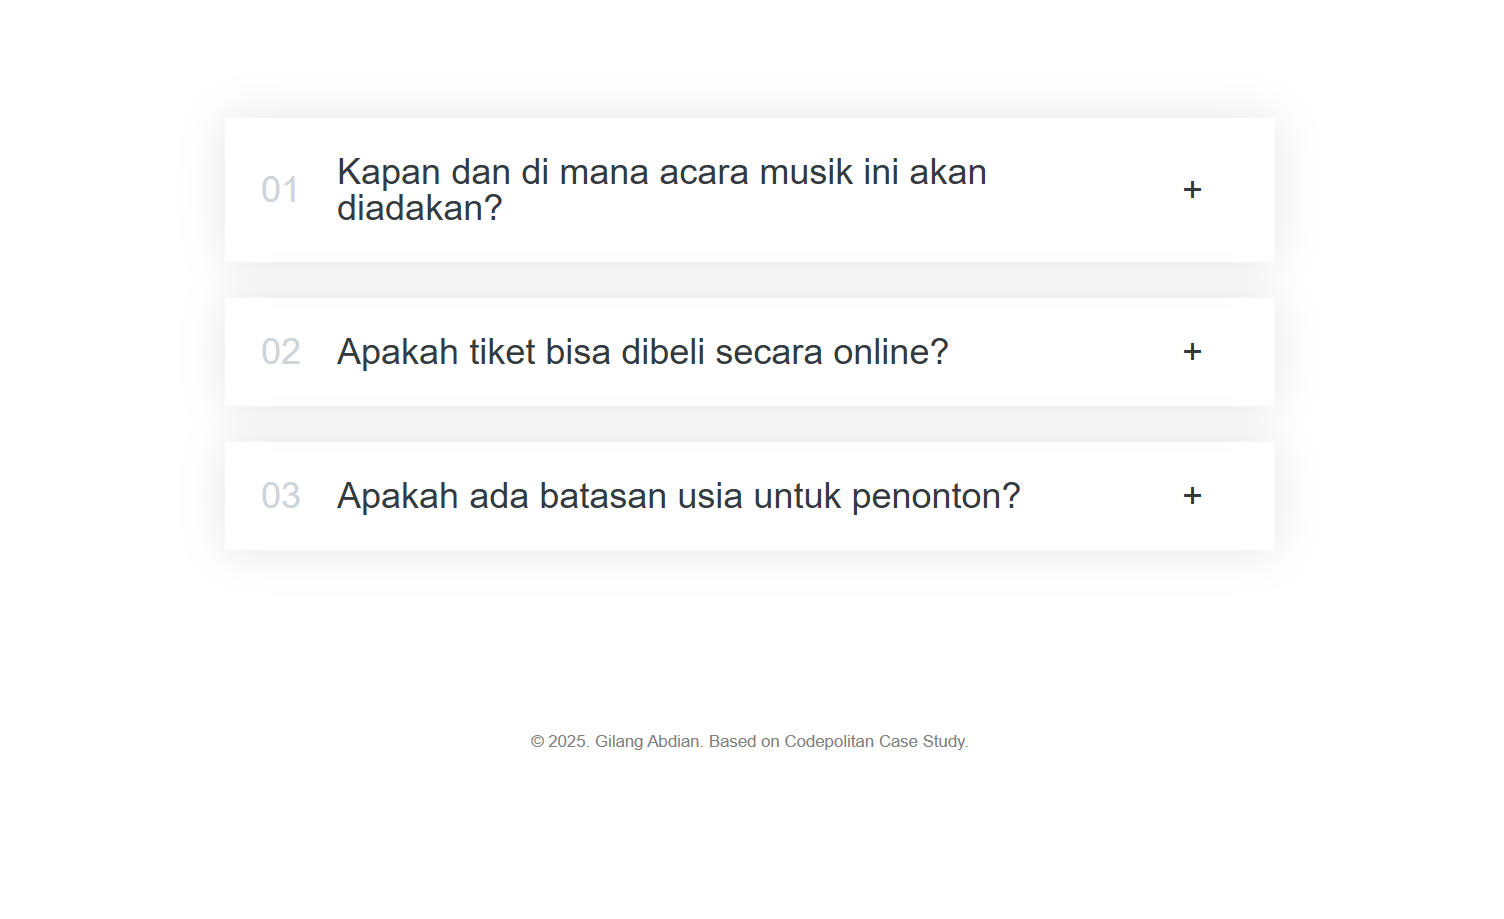 01 Kapan dan di mana acara musik ini akan
diadakan? +
02 Apakah tiket bisa dibeli secara online? +
03 Apakah ada batasan usia untuk penonton? +
© 2025. Gilang Abdian. Based on Codepolitan Case Study.